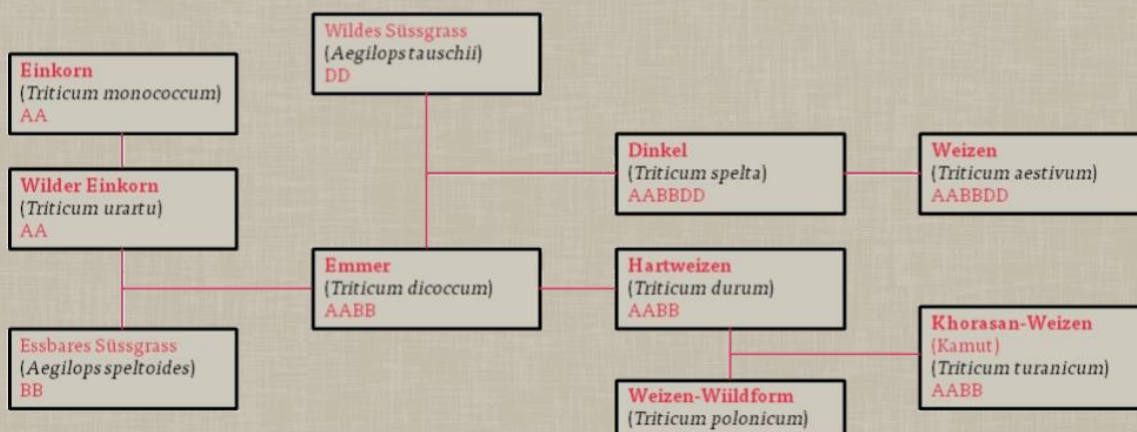 Wildes Süssgrass
(Aegilops tauschii)
DD
Einkorn
(Triticum monococcum)
AA
Dinkel
(Triticum spelta)
AABBDD
Weizen
(Triticum aestivum)
AABBDD
Wilder Einkorn
(Triticum urartu)
AA
Emmer
(Triticum dicoccum)
AABB
Hartweizen
(Triticum durum)
AABB
Khorasan-Weizen
(Kamut)
(Triticum turanicum)
AABB
Essbares Süssgrass
(Aegilops speltoides)
BB
Weizen-Wiildform
(Triticum polonicum)